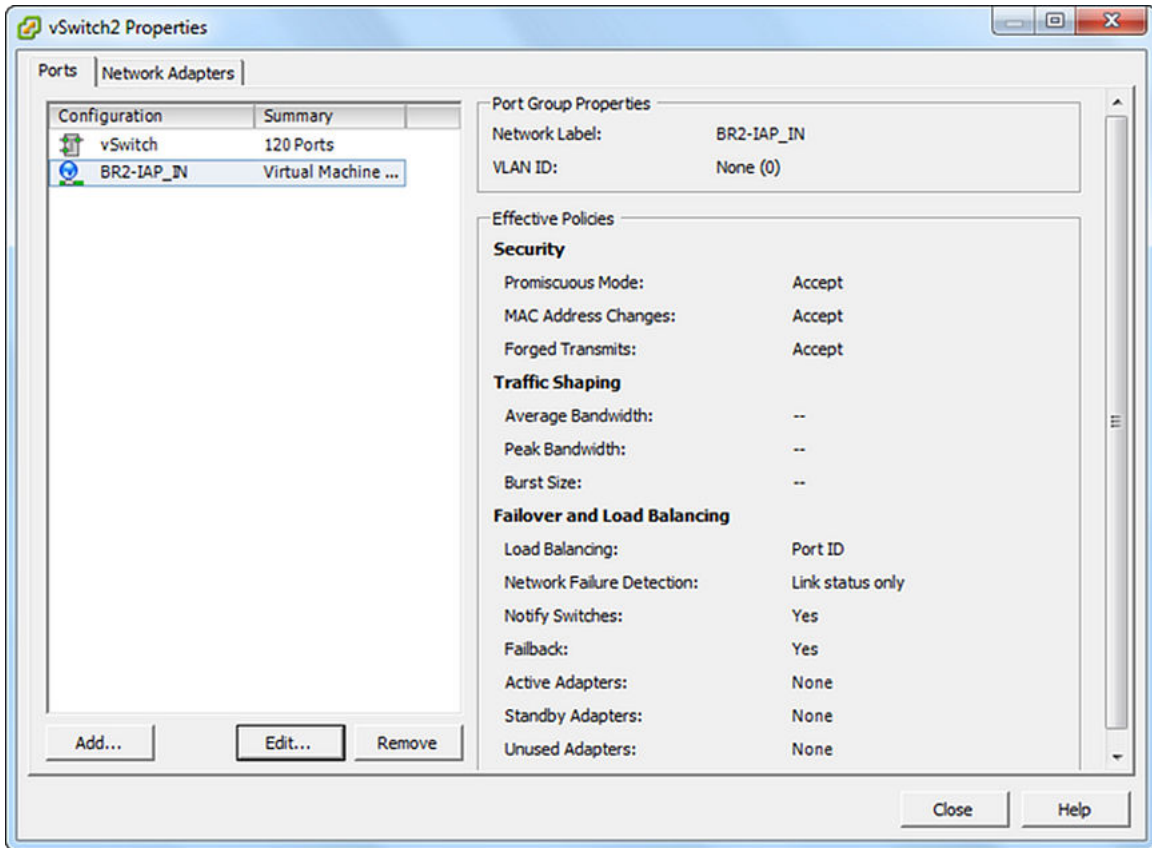 vSwitch2 Properties
Ports
Network Adapters
Configuration Summary
vSwitch 120 Ports
BR2-IAP_IN Virtual Machine ...
Add...
Edit...
Remove
Port Group Properties
Network Label: BR2-IAP_IN
VLAN ID: None (0)
Effective Policies
Security
Promiscuous Mode: Accept
MAC Address Changes: Accept
Forged Transmits: Accept
Traffic Shaping
Average Bandwidth: --
Peak Bandwidth: --
Burst Size: --
Failover and Load Balancing
Load Balancing: Port ID
Network Failure Detection: Link status only
Notify Switches: Yes
Failback: Yes
Active Adapters: None
Standby Adapters: None
Unused Adapters: None
Close
Help